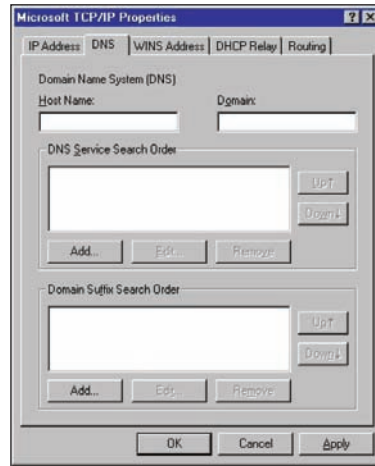 Microsoft TCP/IP Properties
IP Address DNS WINS Address DHCP Relay Routing
Domain Name System (DNS)
Host Name: Domain:
DNS Service Search Order
Up↑
Down↓
Add... Edit... Remove
Domain Suffix Search Order
Up↑
Down↓
Add... Edit... Remove
OK Cancel Apply